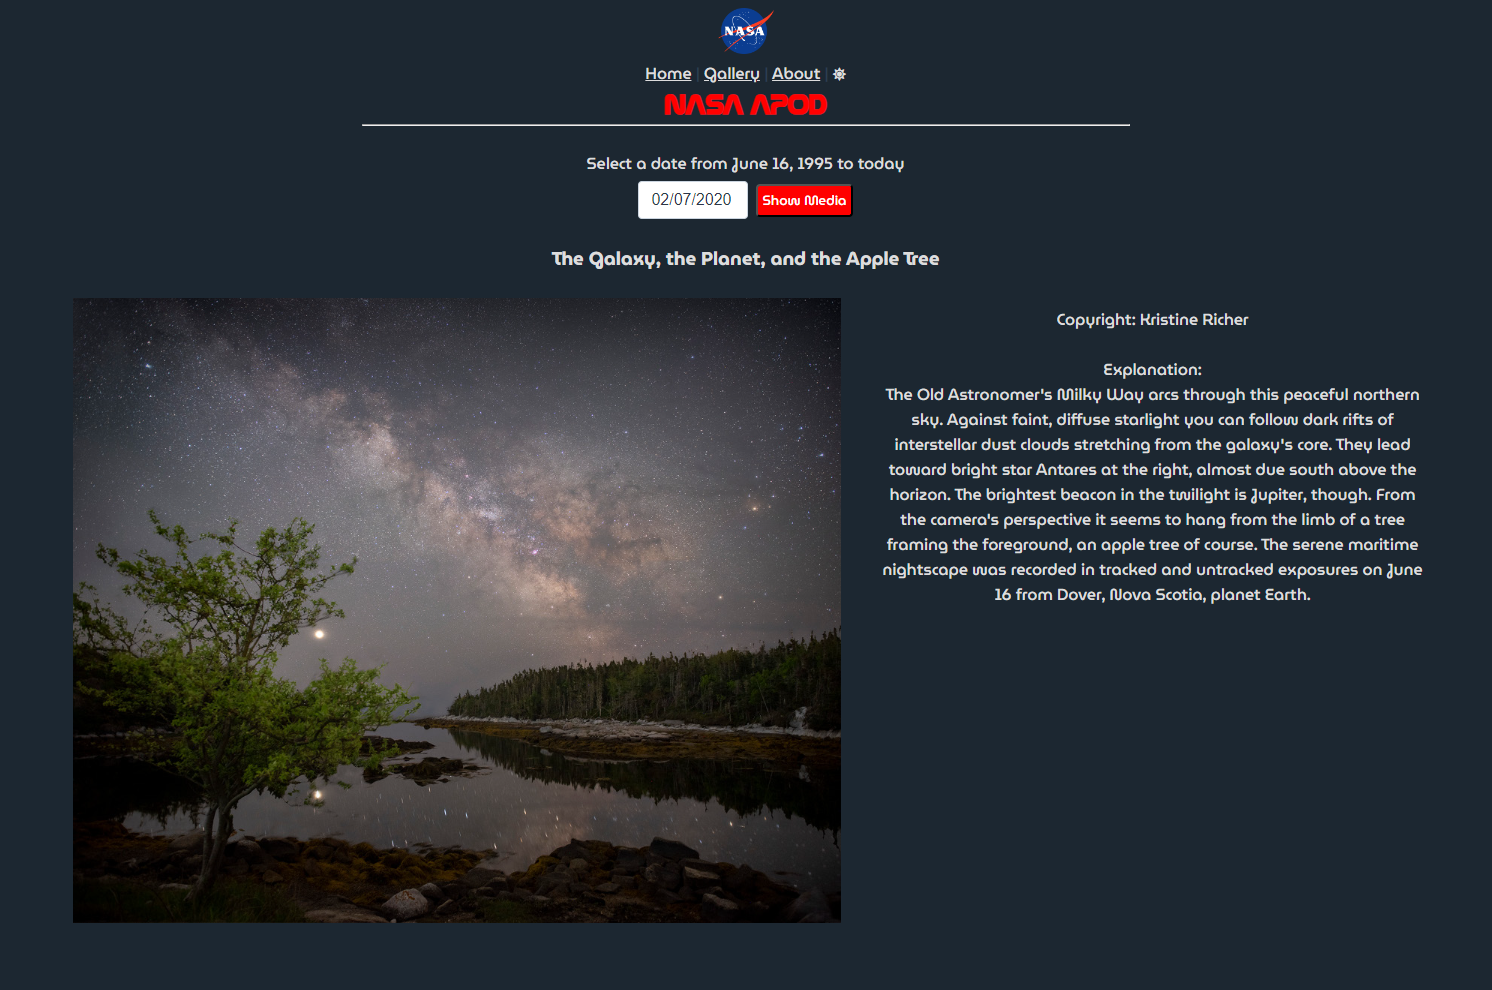 NASA
Home | Gallery | About |
NASA APOD
Select a date from June 16, 1995 to today
02/07/2020 Show Media
The Galaxy, the Planet, and the Apple Tree
Copyright: Kristine Richer
Explanation:
The Old Astronomer's Milky Way arcs through this peaceful northern
sky. Against faint, diffuse starlight you can follow dark rifts of
interstellar dust clouds stretching from the galaxy's core. They lead
toward bright star Antares at the right, almost due south above the
horizon. The brightest beacon in the twilight is Jupiter, though. From
the camera's perspective it seems to hang from the limb of a tree
framing the foreground, an apple tree of course. The serene maritime
nightscape was recorded in tracked and untracked exposures on June
16 from Dover, Nova Scotia, planet Earth.